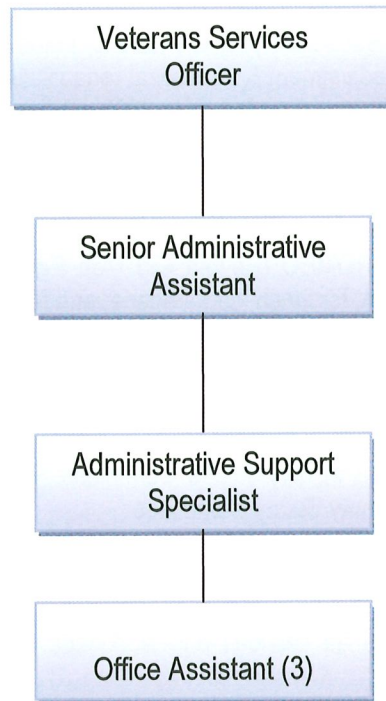 Veterans Services
Officer
Senior Administrative
Assistant
Administrative Support
Specialist
Office Assistant (3)